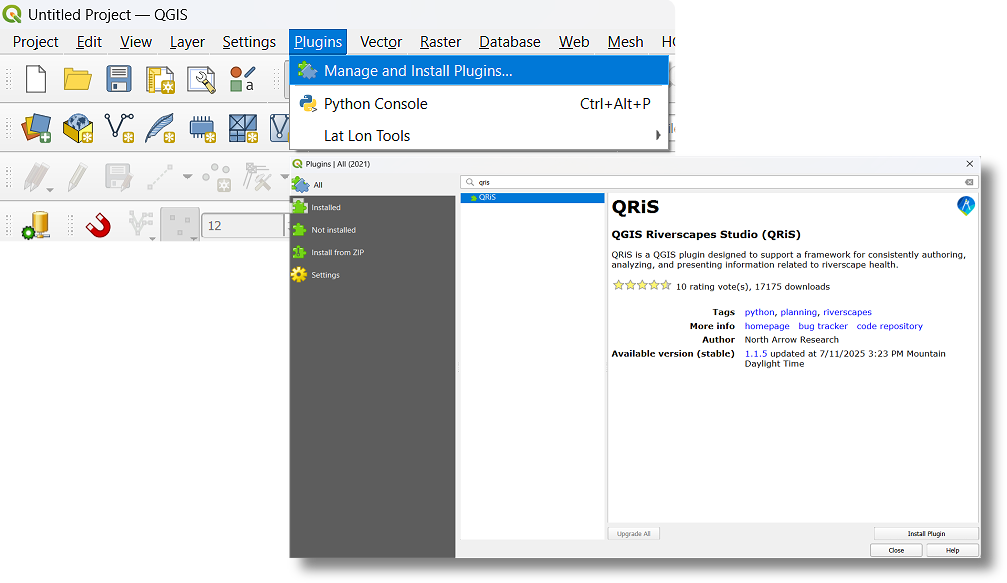 Untitled Project — QGIS
Project Edit View Layer Settings Plugins Vector Raster Database Web Mesh
Manage and Install Plugins...
a
Python Console Ctrl+Alt+P
Lat Lon Tools
12
Plugins | All (2021)
All
qris
Installed
QRiS
Not installed
Install from ZIP
Settings
QRiS
QGIS Riverscapes Studio (QRiS)
QRiS is a QGIS plugin designed to support a framework for consistently authoring,
analyzing, and presenting information related to riverscape health.
10 rating vote(s), 17175 downloads
Tags python, planning, riverscapes
More info homepage bug tracker code repository
Author North Arrow Research
Available version (stable) 1.1.5 updated at 7/11/2025 3:23 PM Mountain
Daylight Time
Upgrade All
Install Plugin
Close
Help